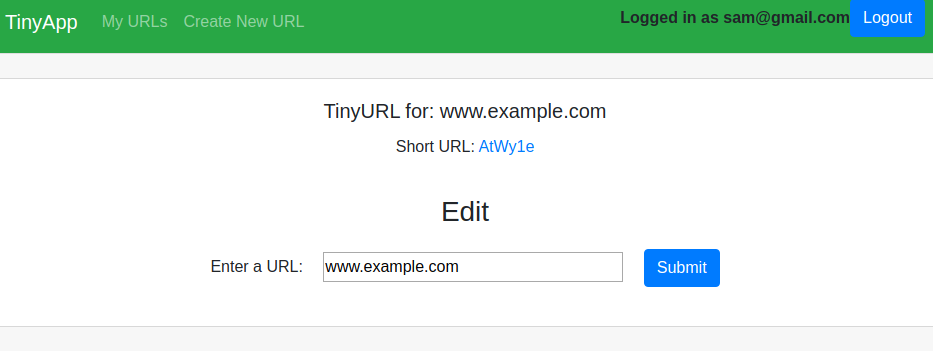 TinyApp My URLs Create New URL Logged in as sam@gmail.com Logout
TinyURL for: www.example.com
Short URL: AtWy1e
Edit
Enter a URL: www.example.com Submit